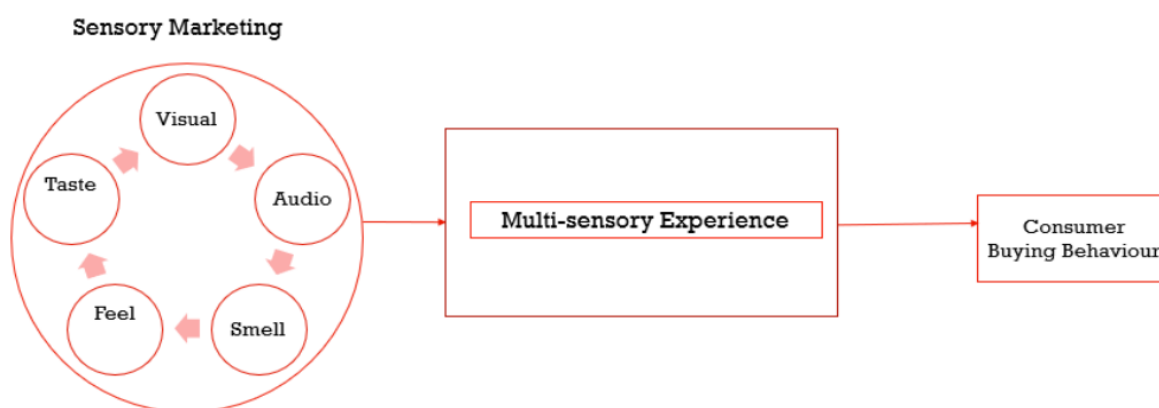 Sensory Marketing
Visual
Audio
Smell
Feel
Taste
Multi-sensory Experience
Consumer
Buying Behaviour